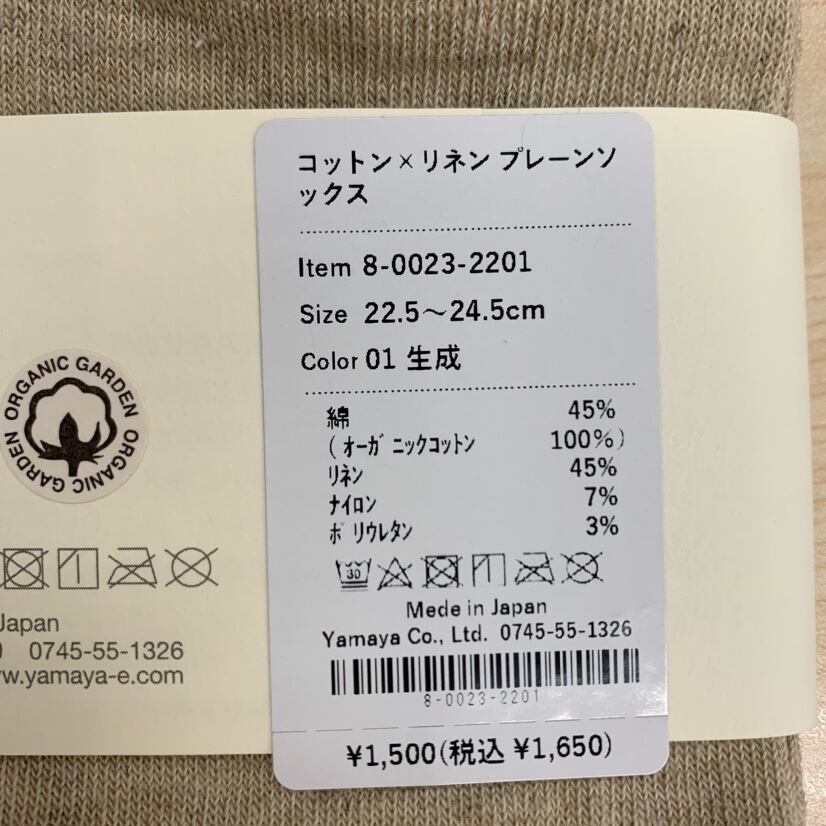 コットン×リネン プレーンソ
ックス
Item 8-0023-2201
Size 22.5～24.5cm
Color 01 生成
綿 45%
(オーガニックコットン 100%)
リネン 45%
ナイロン 7%
ポリウレタン 3%
30
Mede in Japan
Yamaya Co., Ltd. 0745-55-1326
8-0023-2201
¥1,500(税込 ¥1,650)
ORGANIC GARDEN ORGANIC GARDEN
Japan
0745-55-1326
w.yamaya-e.com